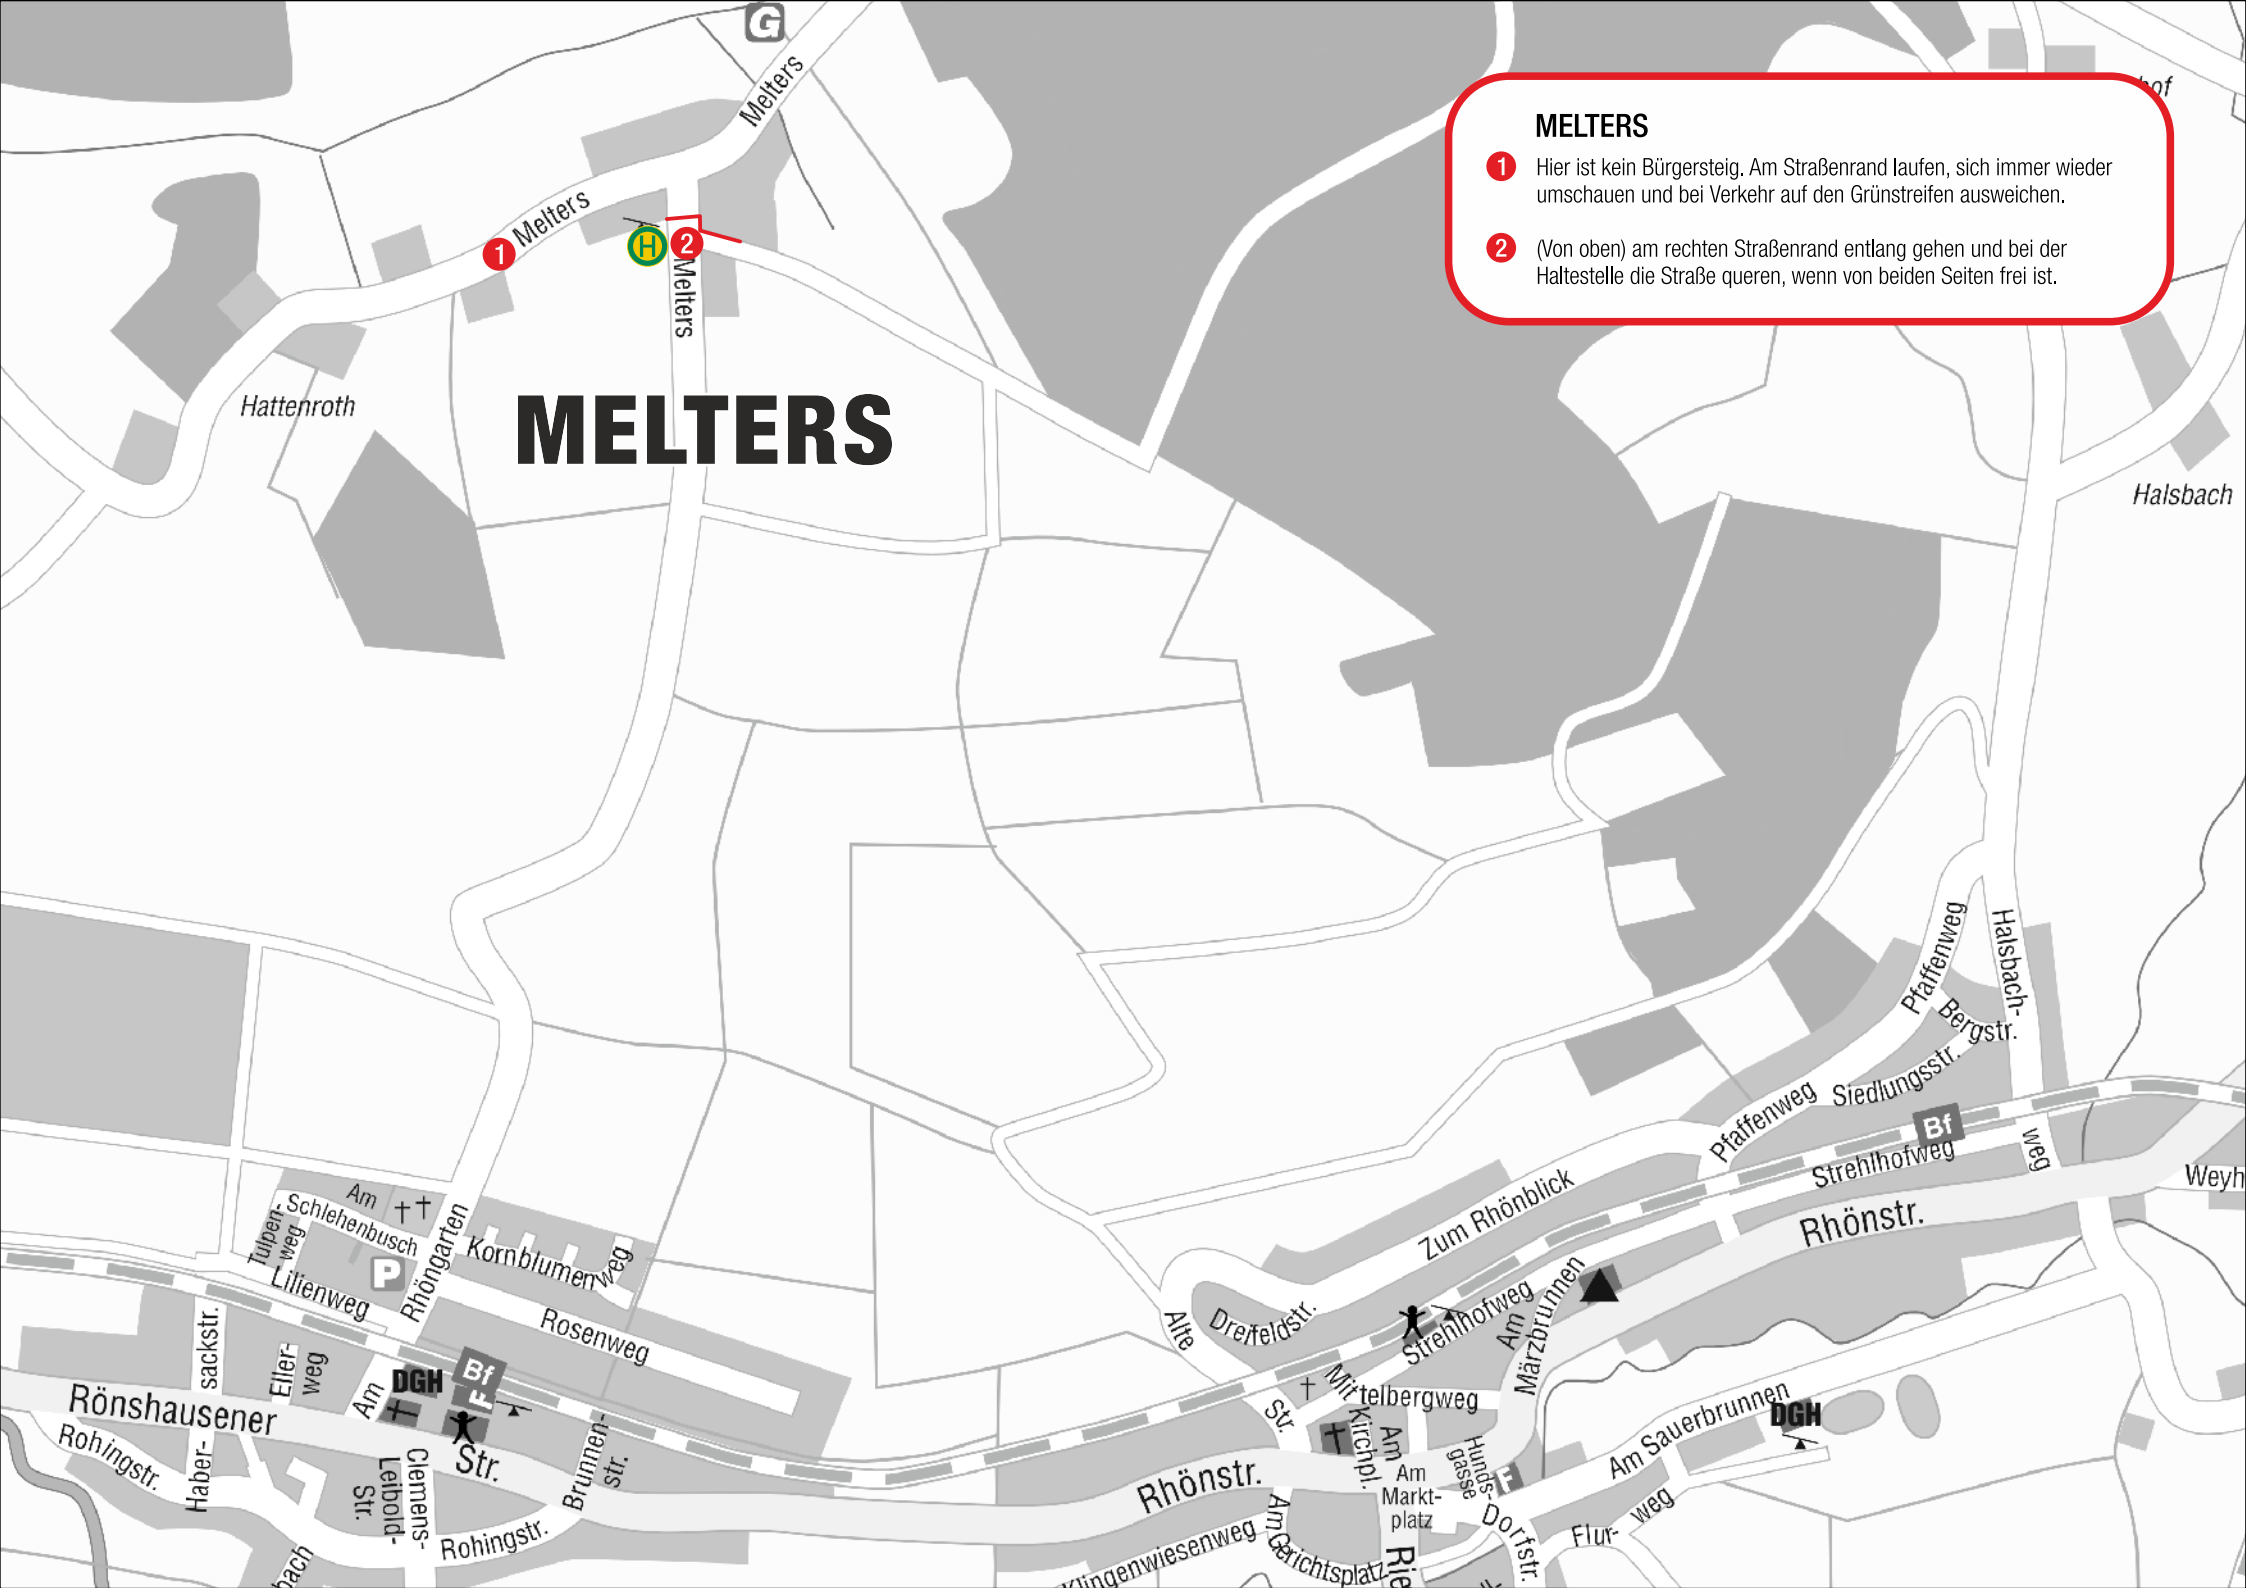 G
Melters
hof
MELTERS
1 Hier ist kein Bürgersteig. Am Straßenrand laufen, sich immer wieder
umschauen und bei Verkehr auf den Grünstreifen ausweichen.
2 (Von oben) am rechten Straßenrand entlang gehen und bei der
Haltestelle die Straße queren, wenn von beiden Seiten frei ist.
Melters
1
H
2
Melters
Hattenroth
MELTERS
Halsbach
Pfaffenweg
Halsbach-
weg
Bergstr.
Siedlungsstr.
Pfaffenweg
Bf
Strehlhofweg
Weyh
Rhönstr.
Zum Rhönblick
Am
Schlehenbusch
Tulpen-
weg
Lilienweg
P
Rhöngarten
Kornblumenweg
Rosenweg
Alte
Str.
Dreifeldstr.
Strehlhofweg
Am
Märzbrunnen
Haber- sackstr.
Eller-
weg
Am
DGH
Bf
F
Rönshausener
Str.
Rohingstr.
Clemens-
Leibold-
Str.
Brunnen-
str.
Rohingstr.
bach
Mittelbergweg
Kirchpl.
Am
Rhönstr.
Am
Markt-
platz
Hunds-
gasse
F
Am Sauerbrunnen
DGH
Dorfstr.
Flur-
weg
Klingenwiesenweg
Am Gerichtsplatz
Rie